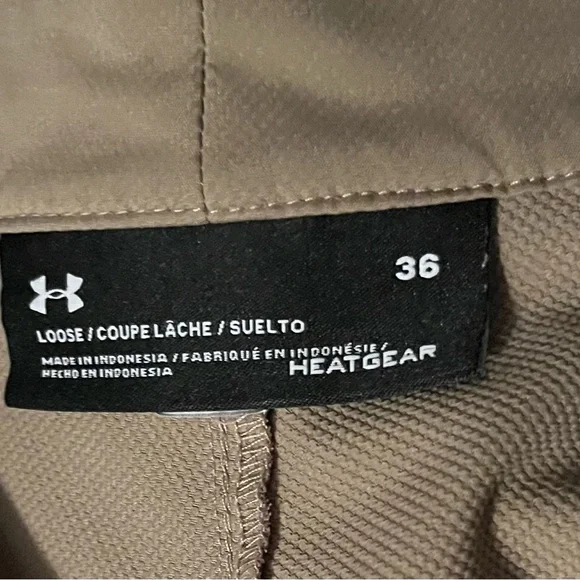 36
LOOSE / COUPE LÂCHE / SUELTO
MADE IN INDONESIA / FABRIQUÉ EN INDONÉSIE/
HECHO EN INDONESIA
HEATGEAR